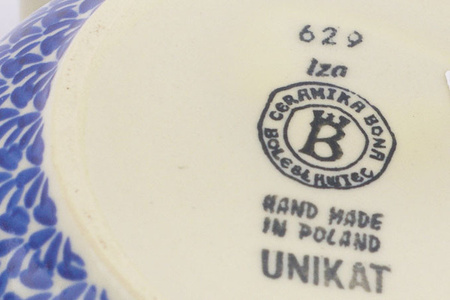 629
Iza
CERAMIKA BONA
B
BOLESŁAWIEC
HAND MADE
IN POLAND
UNIKAT